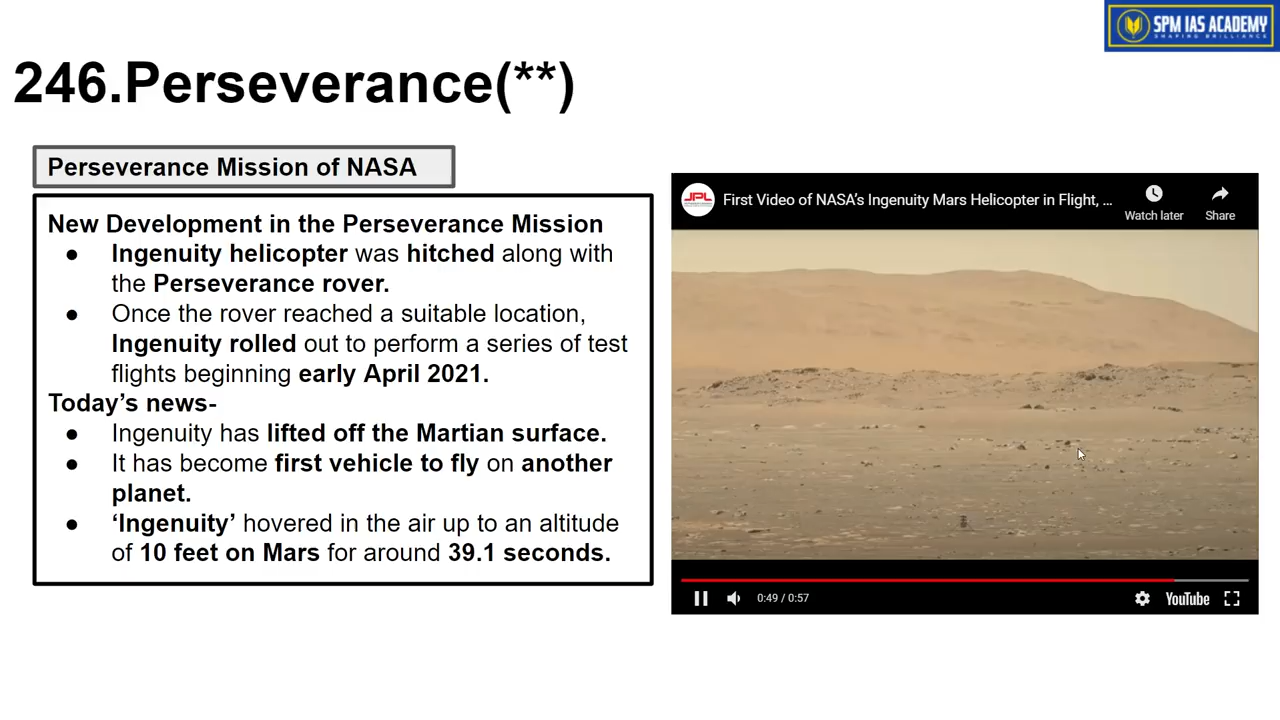 SPM IAS ACADEMY
SHAPING BRILLIANCE
246.Perseverance(**)
Perseverance Mission of NASA
New Development in the Perseverance Mission
● Ingenuity helicopter was hitched along with
the Perseverance rover.
● Once the rover reached a suitable location,
Ingenuity rolled out to perform a series of test
flights beginning early April 2021.
Today’s news-
● Ingenuity has lifted off the Martian surface.
● It has become first vehicle to fly on another
planet.
● ‘Ingenuity’ hovered in the air up to an altitude
of 10 feet on Mars for around 39.1 seconds.
JPL
First Video of NASA’s Ingenuity Mars Helicopter in Flight, ...
Watch later
Share
0:49 / 0:57
YouTube